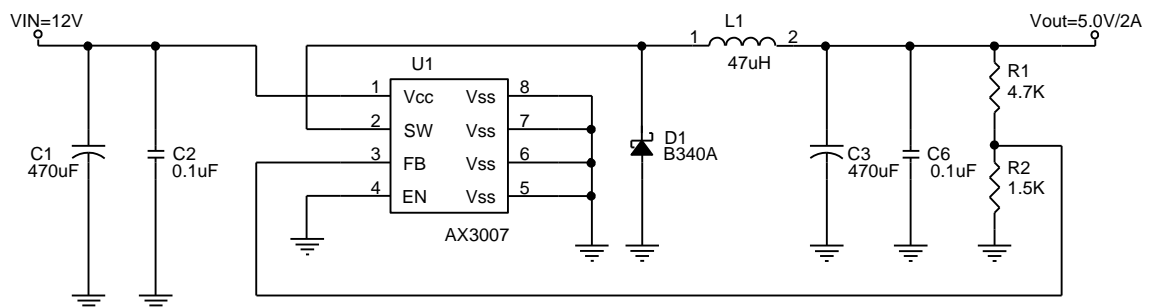 VIN=12V
L1
Vout=5.0V/2A
1
2
47uH
U1
1
Vcc
Vss
8
2
SW
Vss
7
3
FB
Vss
6
4
EN
Vss
5
AX3007
C1
470uF
C2
0.1uF
D1
B340A
C3
470uF
C6
0.1uF
R1
4.7K
R2
1.5K